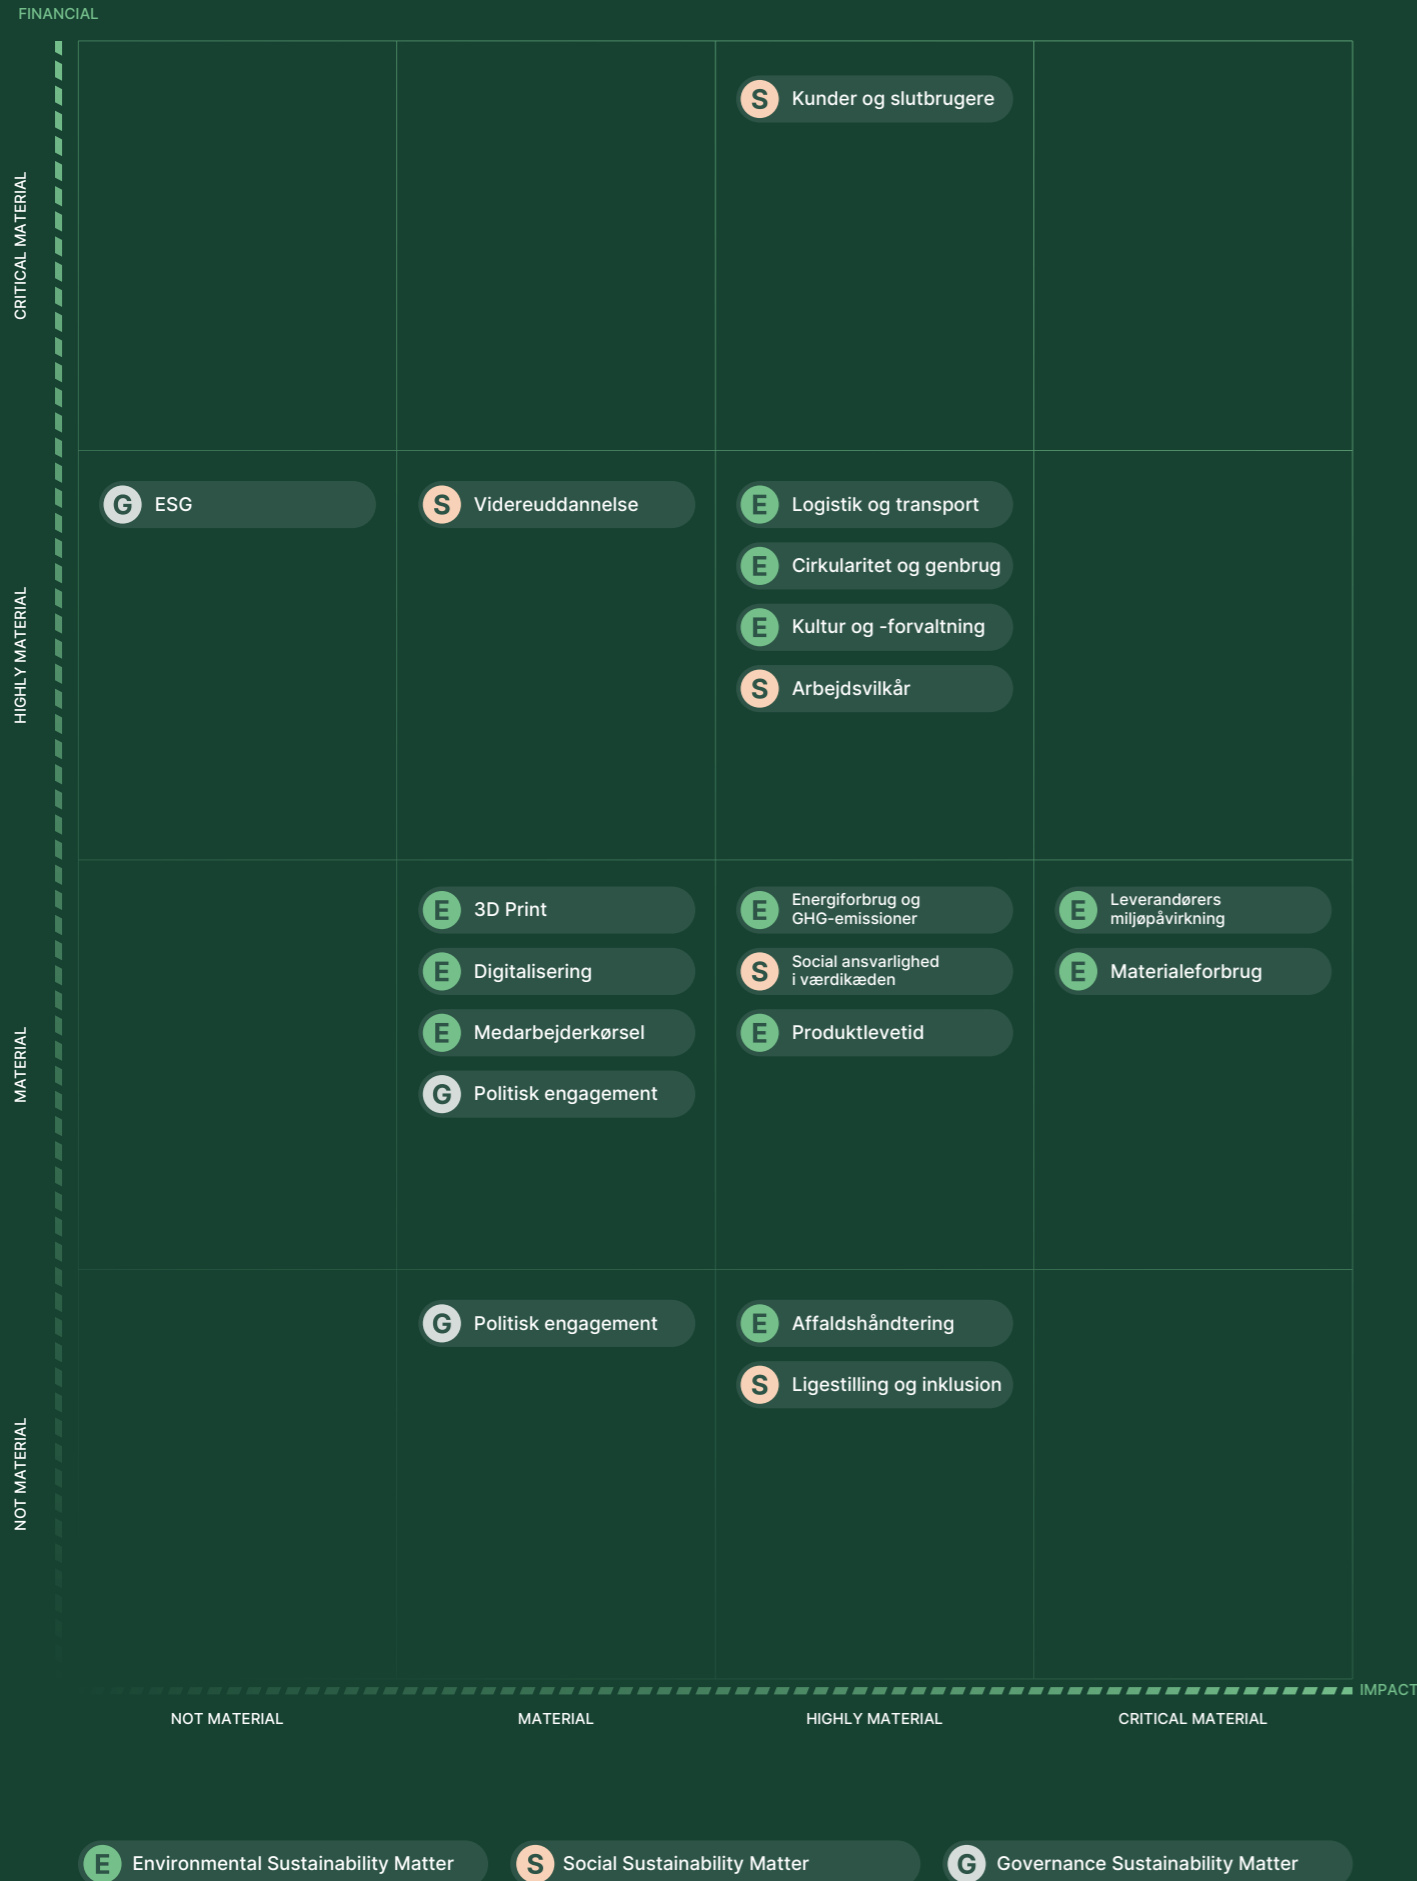 FINANCIAL
CRITICAL MATERIAL
S Kunder og slutbrugere
HIGHLY MATERIAL
G ESG
S Videreuddannelse
E Logistik og transport
E Cirkularitet og genbrug
E Kultur og -forvaltning
S Arbejdsvilkår
MATERIAL
E 3D Print
E Digitalisering
E Medarbejderkørsel
G Politisk engagement
E Energiforbrug og
GHG-emissioner
S Social ansvarlighed
i værdikæden
E Produktlevetid
E Leverandørers
miljøpåvirkning
E Materialeforbrug
NOT MATERIAL
G Politisk engagement
E Affaldshåndtering
S Ligestilling og inklusion
IMPACT
NOT MATERIAL
MATERIAL
HIGHLY MATERIAL
CRITICAL MATERIAL
E Environmental Sustainability Matter
S Social Sustainability Matter
G Governance Sustainability Matter